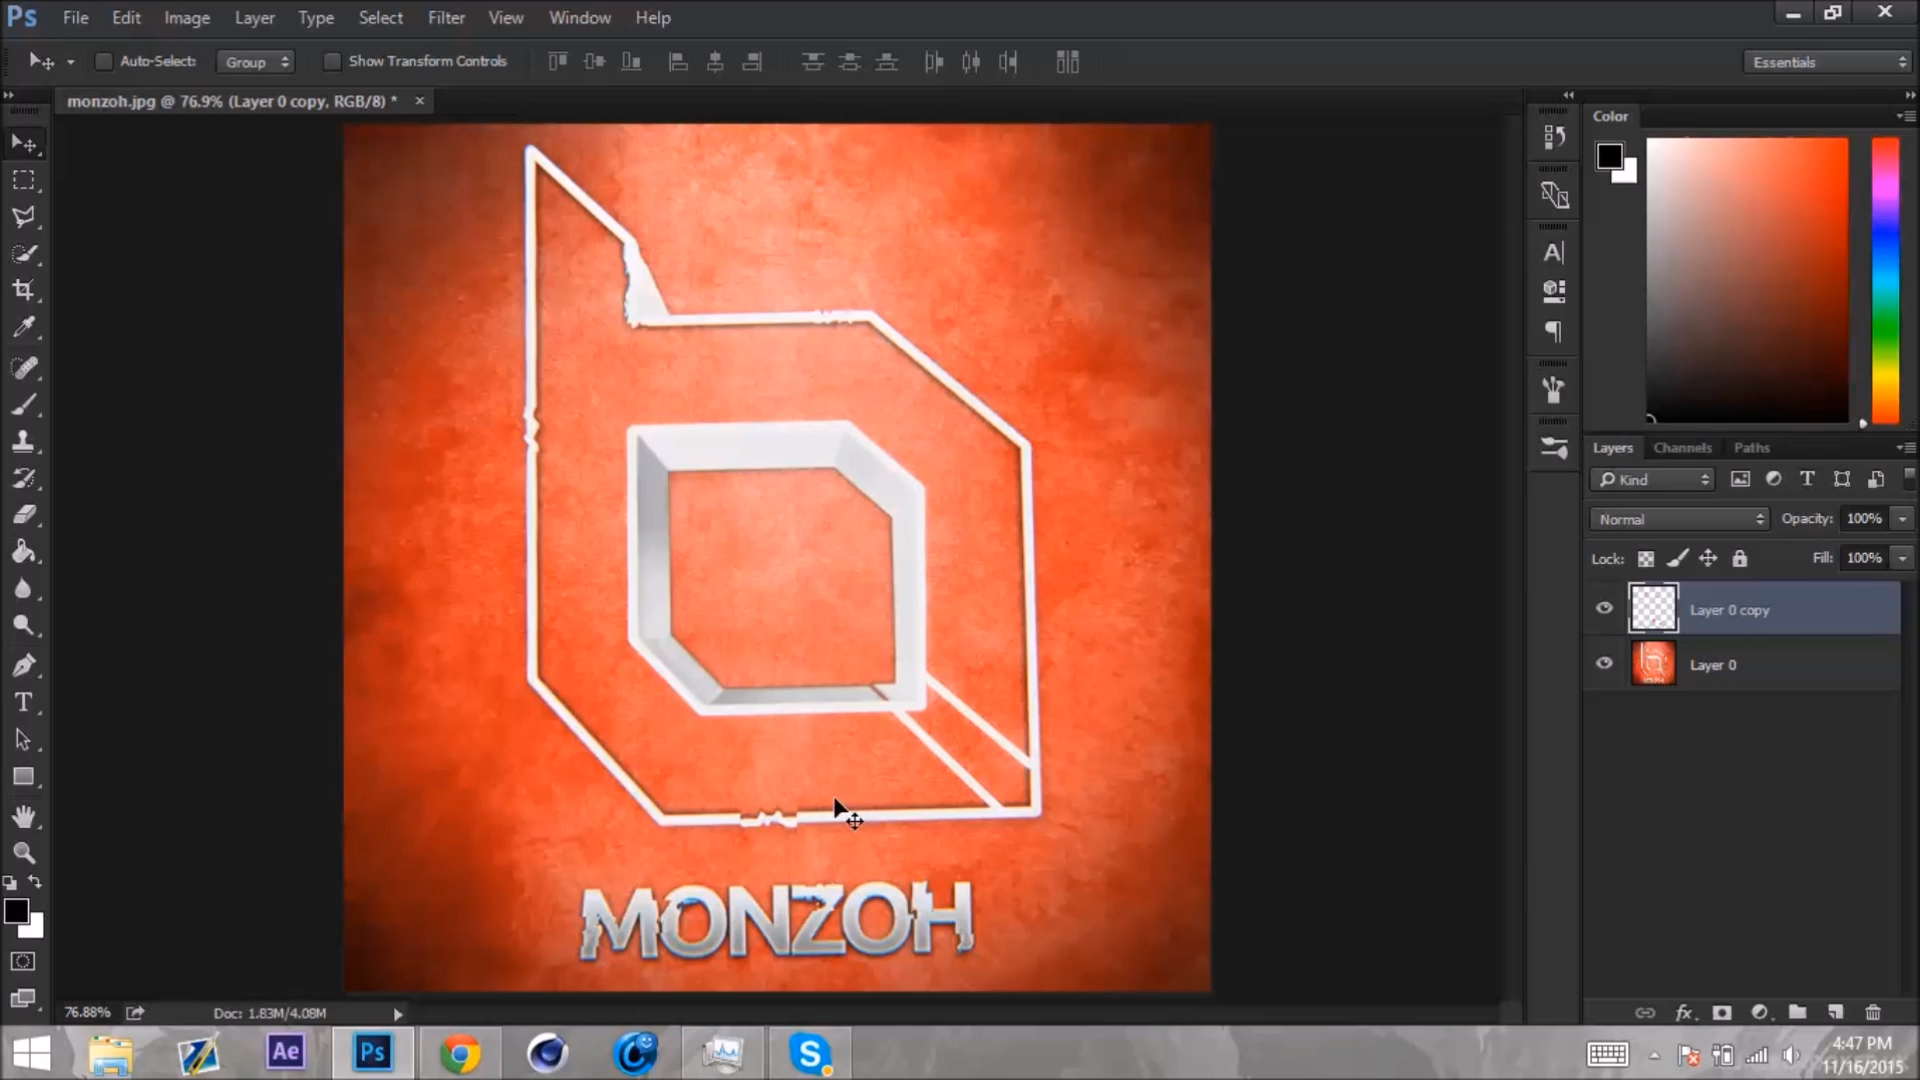 Ps File Edit Image Layer Type Select Filter View Window Help
Auto-Select: Group Show Transform Controls Essentials
monzoh.jpg @ 76.9% (Layer 0 copy, RGB/8) * ×
Color
A|
Layers Channels Paths
Kind T
Normal Opacity: 100%
Lock: Fill: 100%
Layer 0 copy
Layer 0
T
MONZOH
76.88% Doc: 1.83M/4.08M
fx
Ae Ps S
4:47 PM
11/16/2015